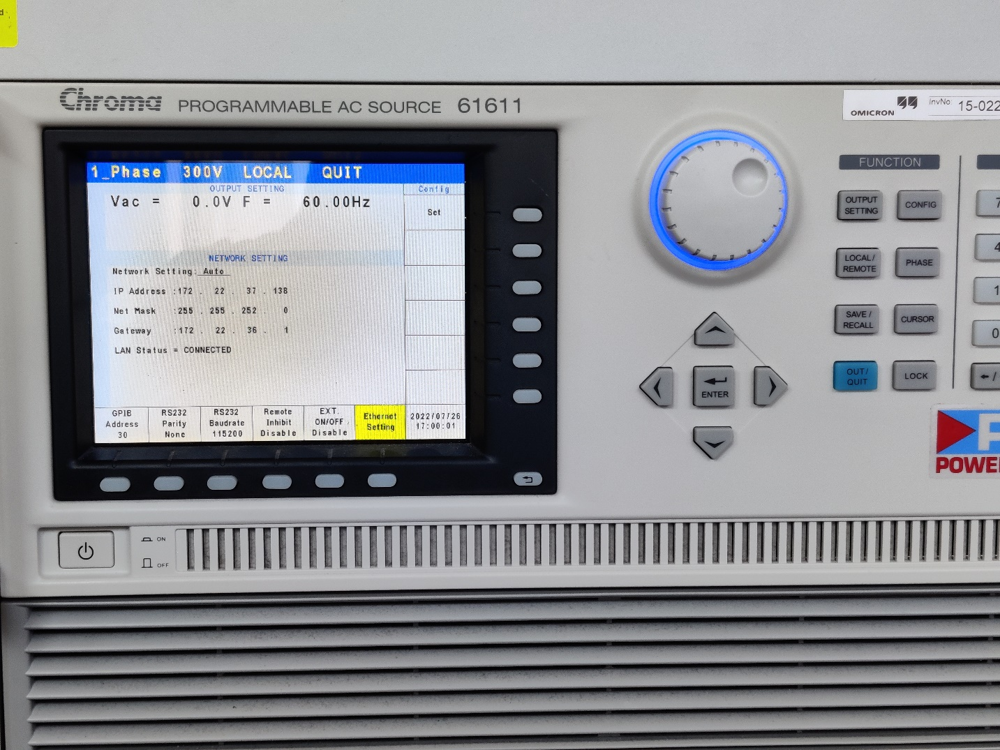 d
Chroma PROGRAMMABLE AC SOURCE 61611
OMICRON InvNo: 15-022
1_Phase 300V LOCAL QUIT
OUTPUT SETTING
Vac = 0.0V F = 60.00Hz
Config
Set
NETWORK SETTING
Network Setting: Auto
IP Address :172 . 22 . 37 . 138
Net Mask :255 . 255 . 252 . 0
Gateway :172 . 22 . 36 . 1
LAN Status = CONNECTED
GPIB
Address
30
RS232
Parity
None
RS232
Baudrate
115200
Remote
Inhibit
Disable
EXT.
ON/OFF
Disable
Ethernet
Setting
2022/07/26
17:00:01
FUNCTION
OUTPUT
SETTING
CONFIG
LOCAL/
REMOTE
PHASE
SAVE /
RECALL
CURSOR
OUT/
QUIT
LOCK
7
4
1
0
← /
ENTER
P
POWE
ON
OFF